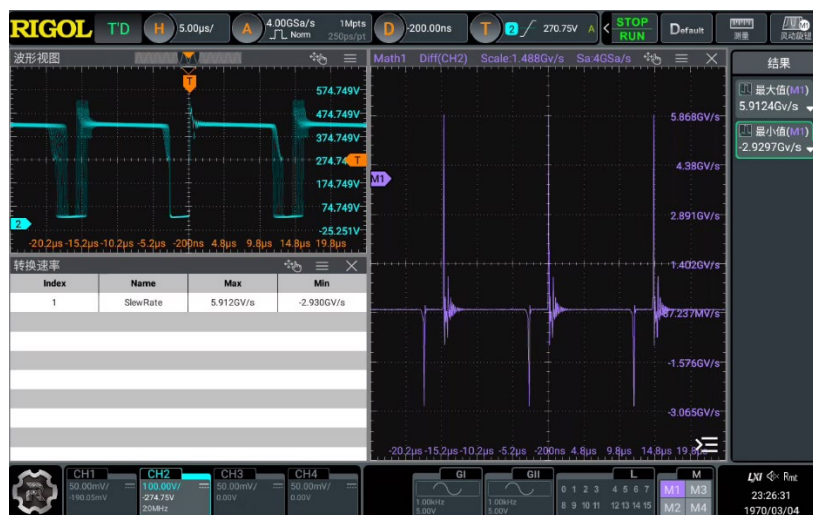 RIGOL T'D H 5.00μs/ A 4.00GSa/s Norm 1Mpts 250ps/pt D -200.00ns T 2 270.75V A STOP RUN Default 测量 灵动旋钮
波形视图
574.749V
474.749V
374.749V
274.74 T
174.749V
74.749V
2
-25.251V
-20.2μs -15.2μs -10.2μs -5.2μs -200ns 4.8μs 9.8μs 14.8μs 19.8μs
转换速率
Index Name Max Min
1 SlewRate 5.912GV/s -2.930GV/s
Math1 Diff(CH2) Scale:1.488Gv/s Sa:4GSa/s
5.868GV/s
M1
4.38GV/s
2.891GV/s
1.402GV/s
87.237MV/s
-1.576GV/s
-3.065GV/s
-20.2μs -15.2μs -10.2μs -5.2μs -200ns 4.8μs 9.8μs 14.8μs 19.8
结果
最大值(M1)
5.9124Gv/s
最小值(M1)
-2.9297Gv/s
CH1
50.00mV/
-190.05mV
CH2
100.00V/
-274.75V
20MHz
CH3
50.00mV/
0.00V
CH4
50.00mV/
0.00V
GI
1.00kHz
5.00V
GII
1.00kHz
5.00V
L
0 1 2 3 4 5 6 7
8 9 10 11 12 13 14 15
M
M1 M3
M2 M4
LXI Rmt
23:26:31
1970/03/04